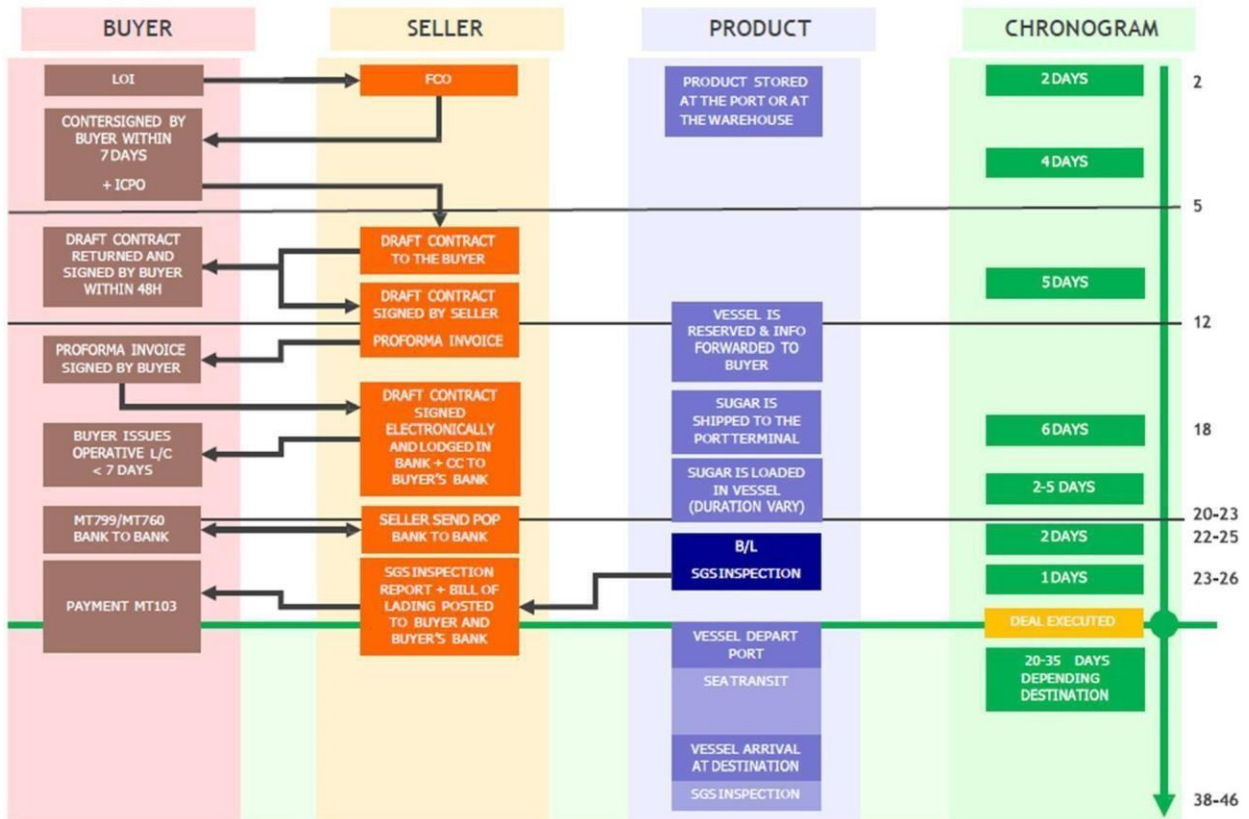 BUYER
SELLER
PRODUCT
CHRONOGRAM
LOI
FCO
PRODUCT STORED
AT THE PORT OR AT
THE WAREHOUSE
2 DAYS
2
CONTERSIGNED BY
BUYER WITHIN
7 DAYS
+ ICPO
4 DAYS
5
DRAFT CONTRACT
RETURNED AND
SIGNED BY BUYER
WITHIN 48H
DRAFT CONTRACT
TO THE BUYER
5 DAYS
DRAFT CONTRACT
SIGNED BY SELLER
PROFORMA INVOICE
VESSEL IS
RESERVED & INFO
FORWARDED TO
BUYER
12
PROFORMA INVOICE
SIGNED BY BUYER
DRAFT CONTRACT
SIGNED
ELECTRONICALLY
AND LODGED IN
BANK + CC TO
BUYER'S BANK
SUGAR IS
SHIPPED TO THE
PORT TERMINAL
6 DAYS
18
BUYER ISSUES
OPERATIVE L/C
< 7 DAYS
SUGAR IS LOADED
IN VESSEL
(DURATION VARY)
2-5 DAYS
20-23
MT799/MT760
BANK TO BANK
SELLER SEND POP
BANK TO BANK
2 DAYS
22-25
B/L
SGS INSPECTION
1 DAYS
23-26
PAYMENT MT103
SGS INSPECTION
REPORT + BILL OF
LADING POSTED
TO BUYER AND
BUYER'S BANK
DEAL EXECUTED
VESSEL DEPART
PORT
SEA TRANSIT
20-35 DAYS
DEPENDING
DESTINATION
VESSEL ARRIVAL
AT DESTINATION
SGS INSPECTION
38-46